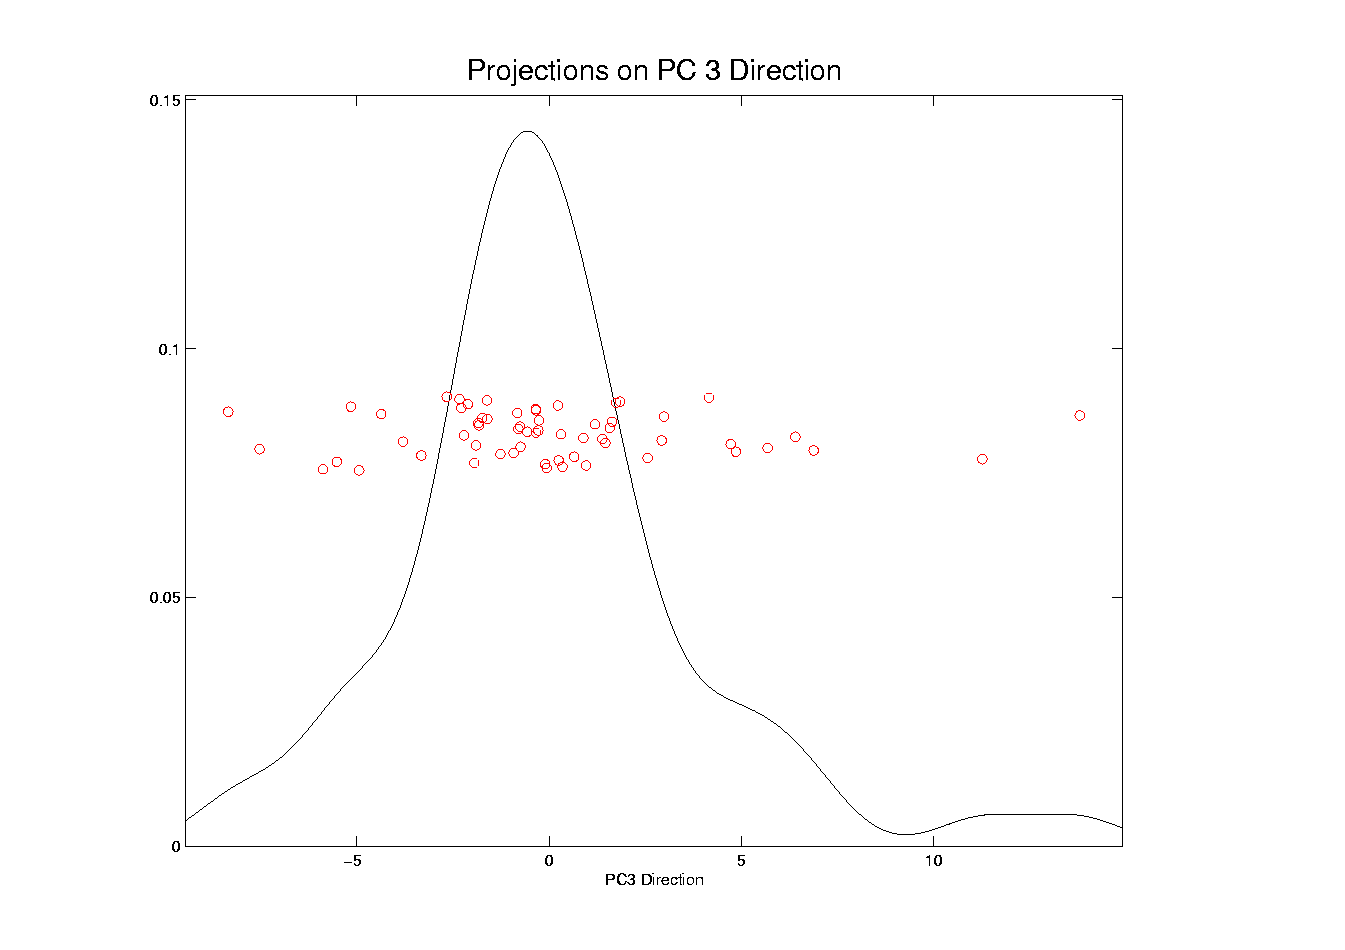 Projections on PC 3 Direction
0.15
0.1
0.05
0
−5 0 5 10
PC3 Direction